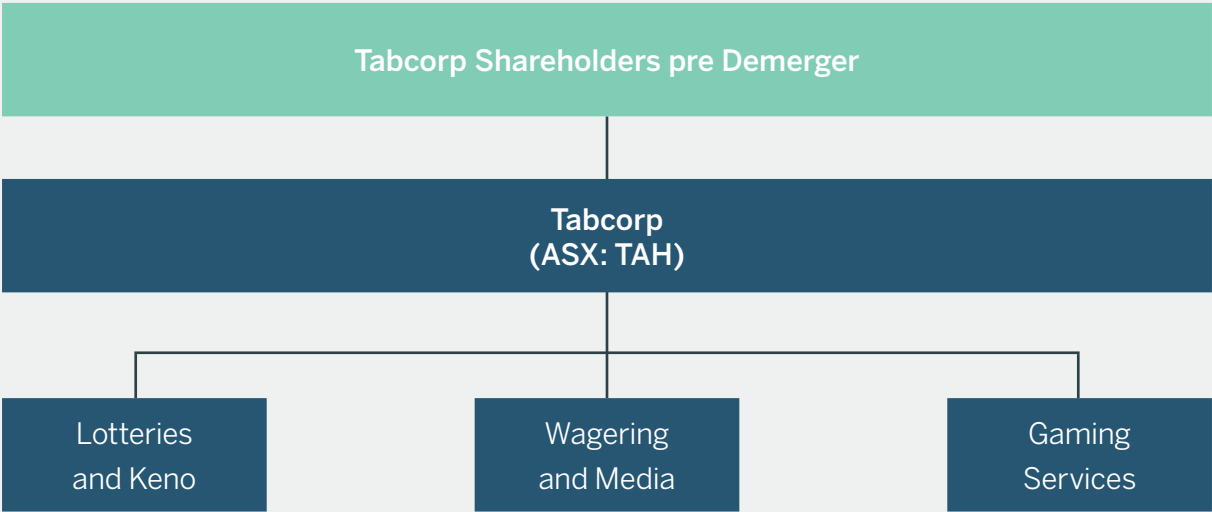 Tabcorp Shareholders pre Demerger
Tabcorp
(ASX: TAH)
Lotteries
and Keno
Wagering
and Media
Gaming
Services